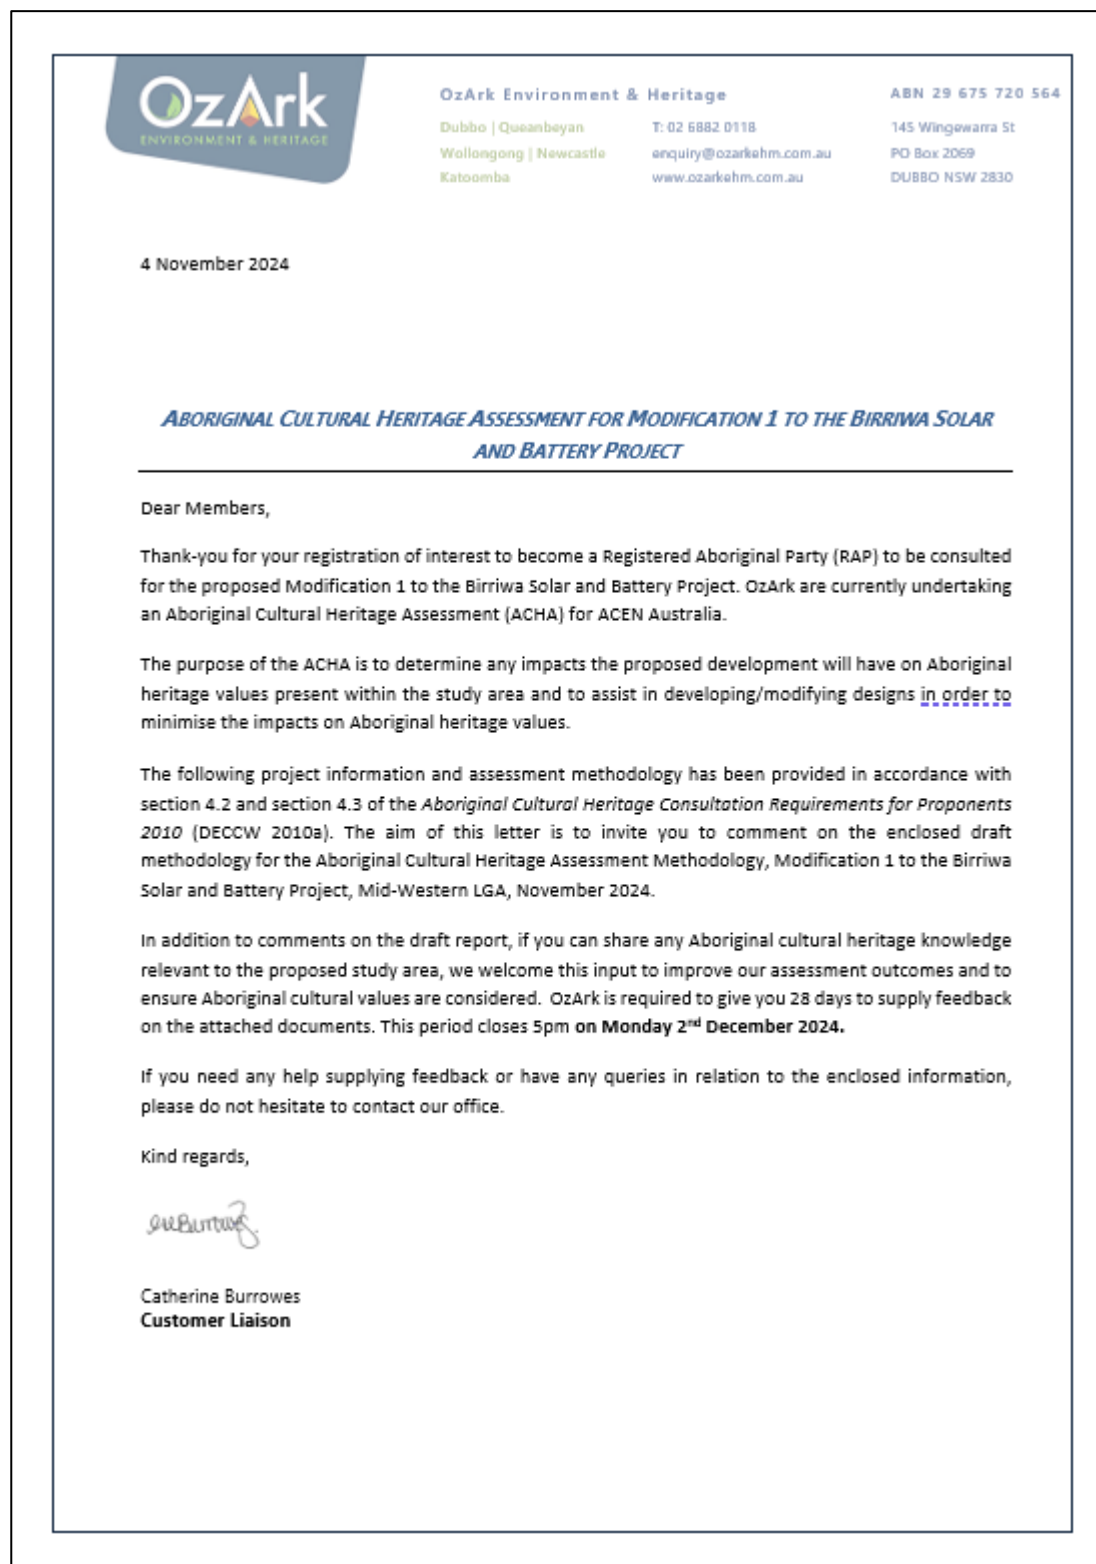 OzArk
ENVIRONMENT & HERITAGE
OzArk Environment & Heritage
Dubbo | Queanbeyan
Wollongong | Newcastle
Katoomba
T: 02 6882 0118
enquiry@ozarkehm.com.au
www.ozarkehm.com.au
ABN 29 675 720 564
145 Wingewarra St
PO Box 2069
DUBBO NSW 2830
4 November 2024
ABORIGINAL CULTURAL HERITAGE ASSESSMENT FOR MODIFICATION 1 TO THE BIRRIWA SOLAR
AND BATTERY PROJECT
Dear Members,
Thank-you for your registration of interest to become a Registered Aboriginal Party (RAP) to be consulted
for the proposed Modification 1 to the Birriwa Solar and Battery Project. OzArk are currently undertaking
an Aboriginal Cultural Heritage Assessment (ACHA) for ACEN Australia.
The purpose of the ACHA is to determine any impacts the proposed development will have on Aboriginal
heritage values present within the study area and to assist in developing/modifying designs in order to
minimise the impacts on Aboriginal heritage values.
The following project information and assessment methodology has been provided in accordance with
section 4.2 and section 4.3 of the Aboriginal Cultural Heritage Consultation Requirements for Proponents
2010 (DECCW 2010a). The aim of this letter is to invite you to comment on the enclosed draft
methodology for the Aboriginal Cultural Heritage Assessment Methodology, Modification 1 to the Birriwa
Solar and Battery Project, Mid-Western LGA, November 2024.
In addition to comments on the draft report, if you can share any Aboriginal cultural heritage knowledge
relevant to the proposed study area, we welcome this input to improve our assessment outcomes and to
ensure Aboriginal cultural values are considered.  OzArk is required to give you 28 days to supply feedback
on the attached documents. This period closes 5pm on Monday 2nd December 2024.
If you need any help supplying feedback or have any queries in relation to the enclosed information,
please do not hesitate to contact our office.
Kind regards,
Catherine Burrowes
Customer Liaison